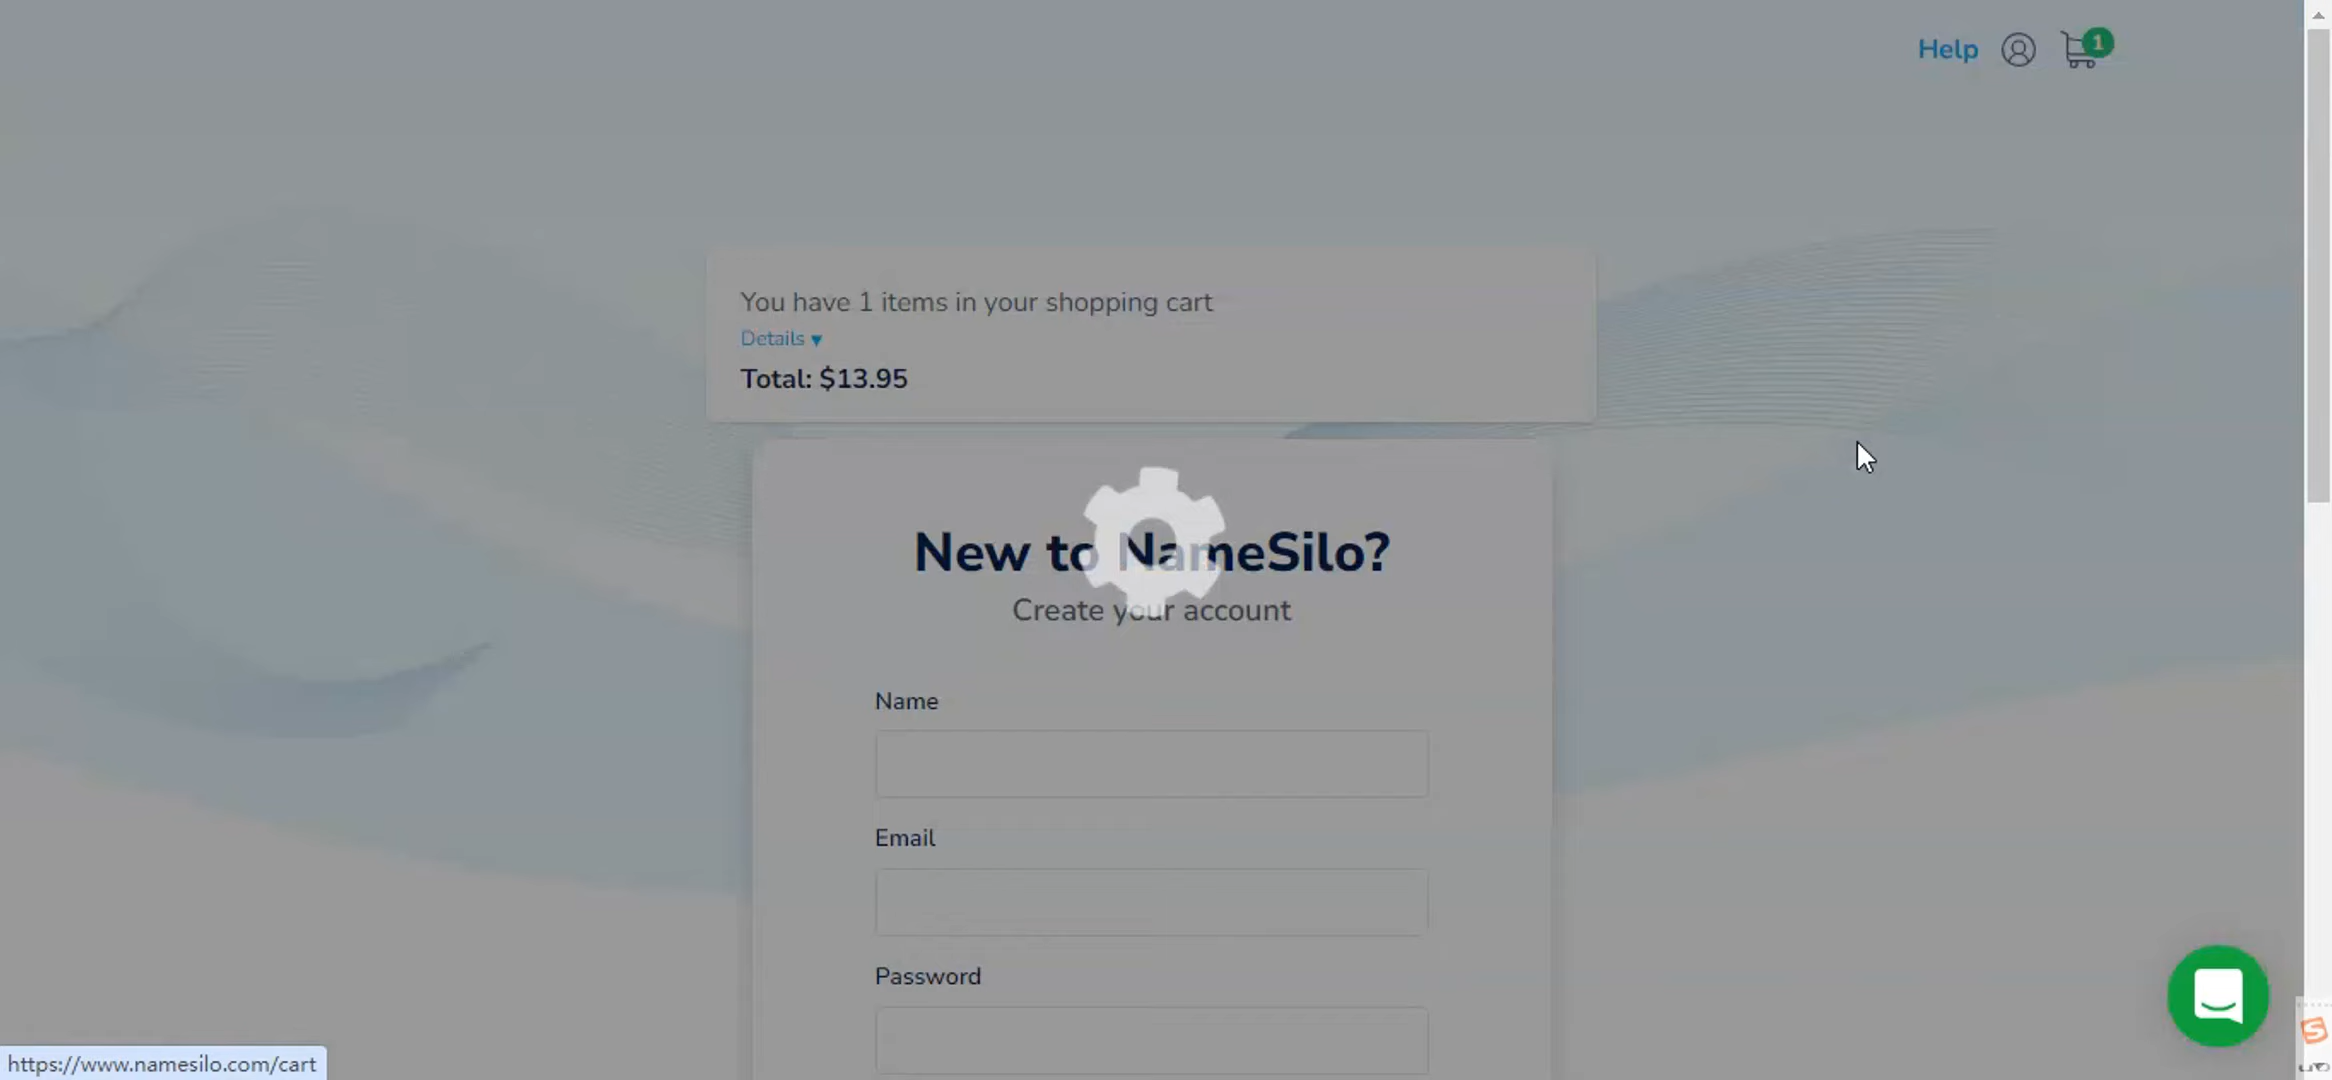 Help
1
You have 1 items in your shopping cart
Details ▼
Total: $13.95
New to NameSilo?
Create your account
Name
Email
Password
https://www.namesilo.com/cart